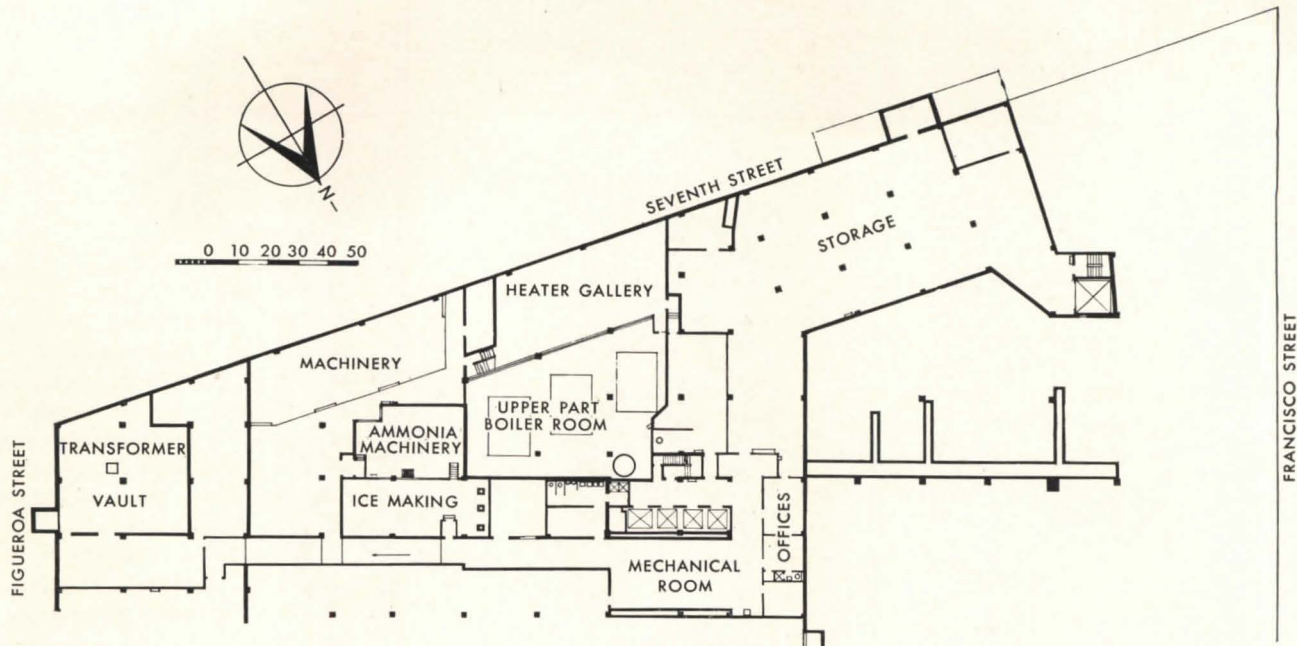 N
0 10 20 30 40 50
SEVENTH STREET
STORAGE
HEATER GALLERY
MACHINERY
UPPER PART
BOILER ROOM
AMMONIA
MACHINERY
TRANSFORMER
VAULT
ICE MAKING
OFFICES
MECHANICAL
ROOM
FIGUEROA STREET
FRANCISCO STREET